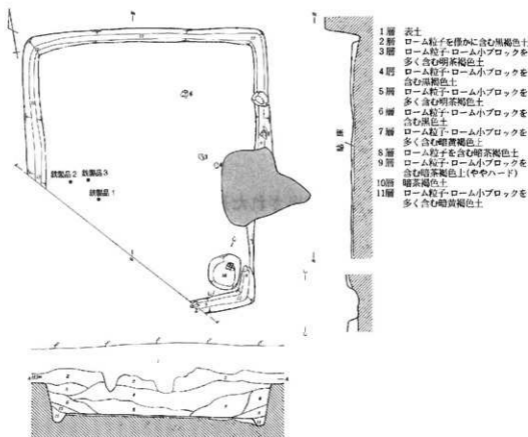 1層 表土
2層 ローム粒子を僅かに含む黒褐色土
3層 ローム粒子・ローム小ブロックを
多く含む明茶褐色土
4層 ローム粒子・ローム小ブロックを
含む黒褐色土
5層 ローム粒子・ローム小ブロックを
多く含む明茶褐色土
6層 ローム粒子・ローム小ブロックを
含む黒色土
7層 ローム粒子・ローム小ブロックを
多く含む暗黄褐色土
8層 ローム粒子を含む暗茶褐色土
9層 ローム粒子・ローム小ブロックを
含む暗茶褐色土(ややハード)
10層 暗茶褐色土
11層 ローム粒子・ローム小ブロックを
多く含む暗黄褐色土
鉄製品2
鉄製品3
鉄製品1